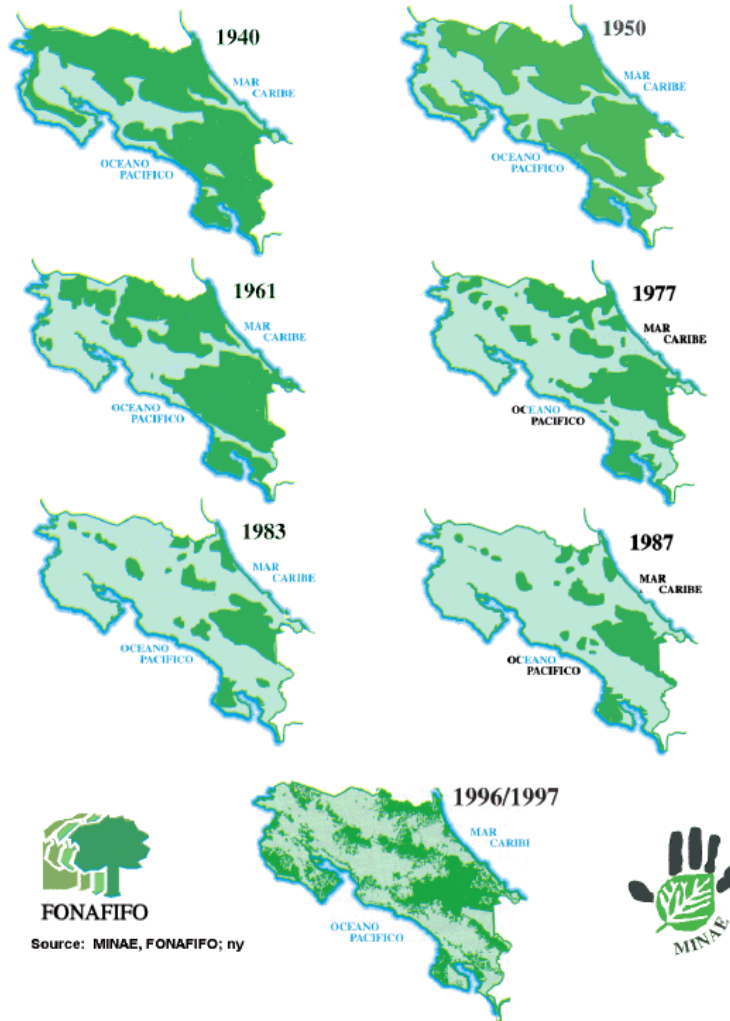 1940
MAR
CARIBE
OCEANO
PACIFICO
1950
MAR
CARIBE
OCEANO
PACIFICO
1961
MAR
CARIBE
OCEANO
PACIFICO
1977
MAR
CARIBE
OCEANO
PACIFICO
1983
MAR
CARIBE
OCEANO
PACIFICO
1987
MAR
CARIBE
OCEANO
PACIFICO
1996/1997
MAR
CARIBI
OCEANO
PACIFICO
FONAFIFO
Source: MINAE, FONAFIFO; ny
MINAE